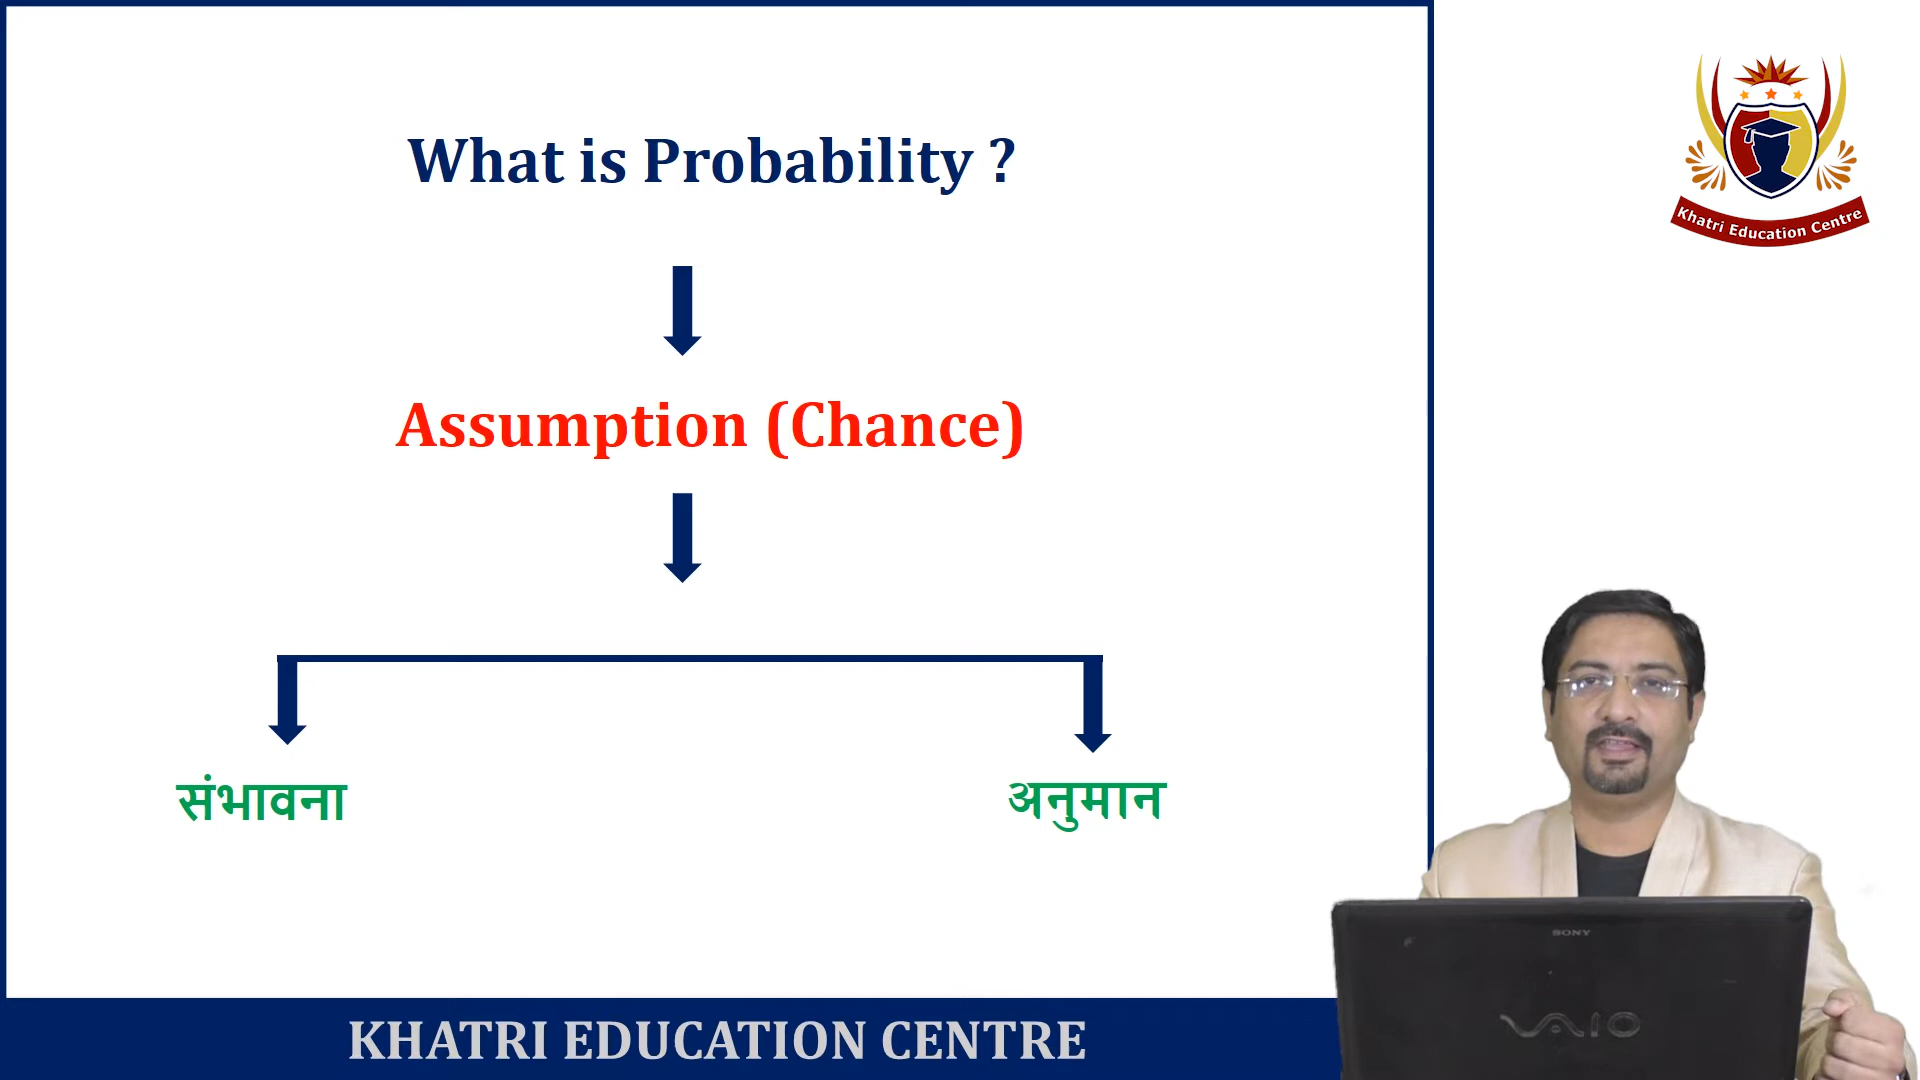 What is Probability ?
Assumption (Chance)
संभावना
अनुमान
KHATRI EDUCATION CENTRE
Khatri Education Centre
SONY
VAIO